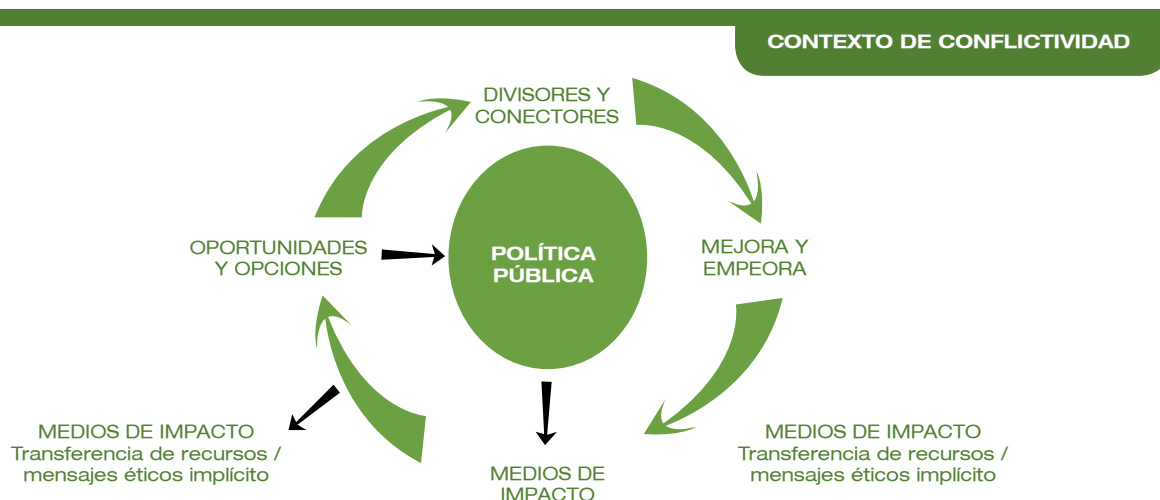 CONTEXTO DE CONFLICTIVIDAD
DIVISORES Y
CONECTORES
OPORTUNIDADES
Y OPCIONES
POLÍTICA
PÚBLICA
MEJORA Y
EMPEORA
MEDIOS DE IMPACTO
Transferencia de recursos /
mensajes éticos implícito
MEDIOS DE
IMPACTO
MEDIOS DE IMPACTO
Transferencia de recursos /
mensajes éticos implícito